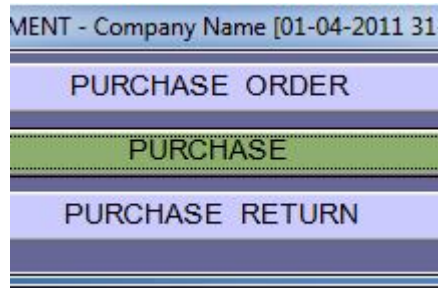 MENT - Company Name [01-04-2011 31
PURCHASE ORDER
PURCHASE
PURCHASE RETURN